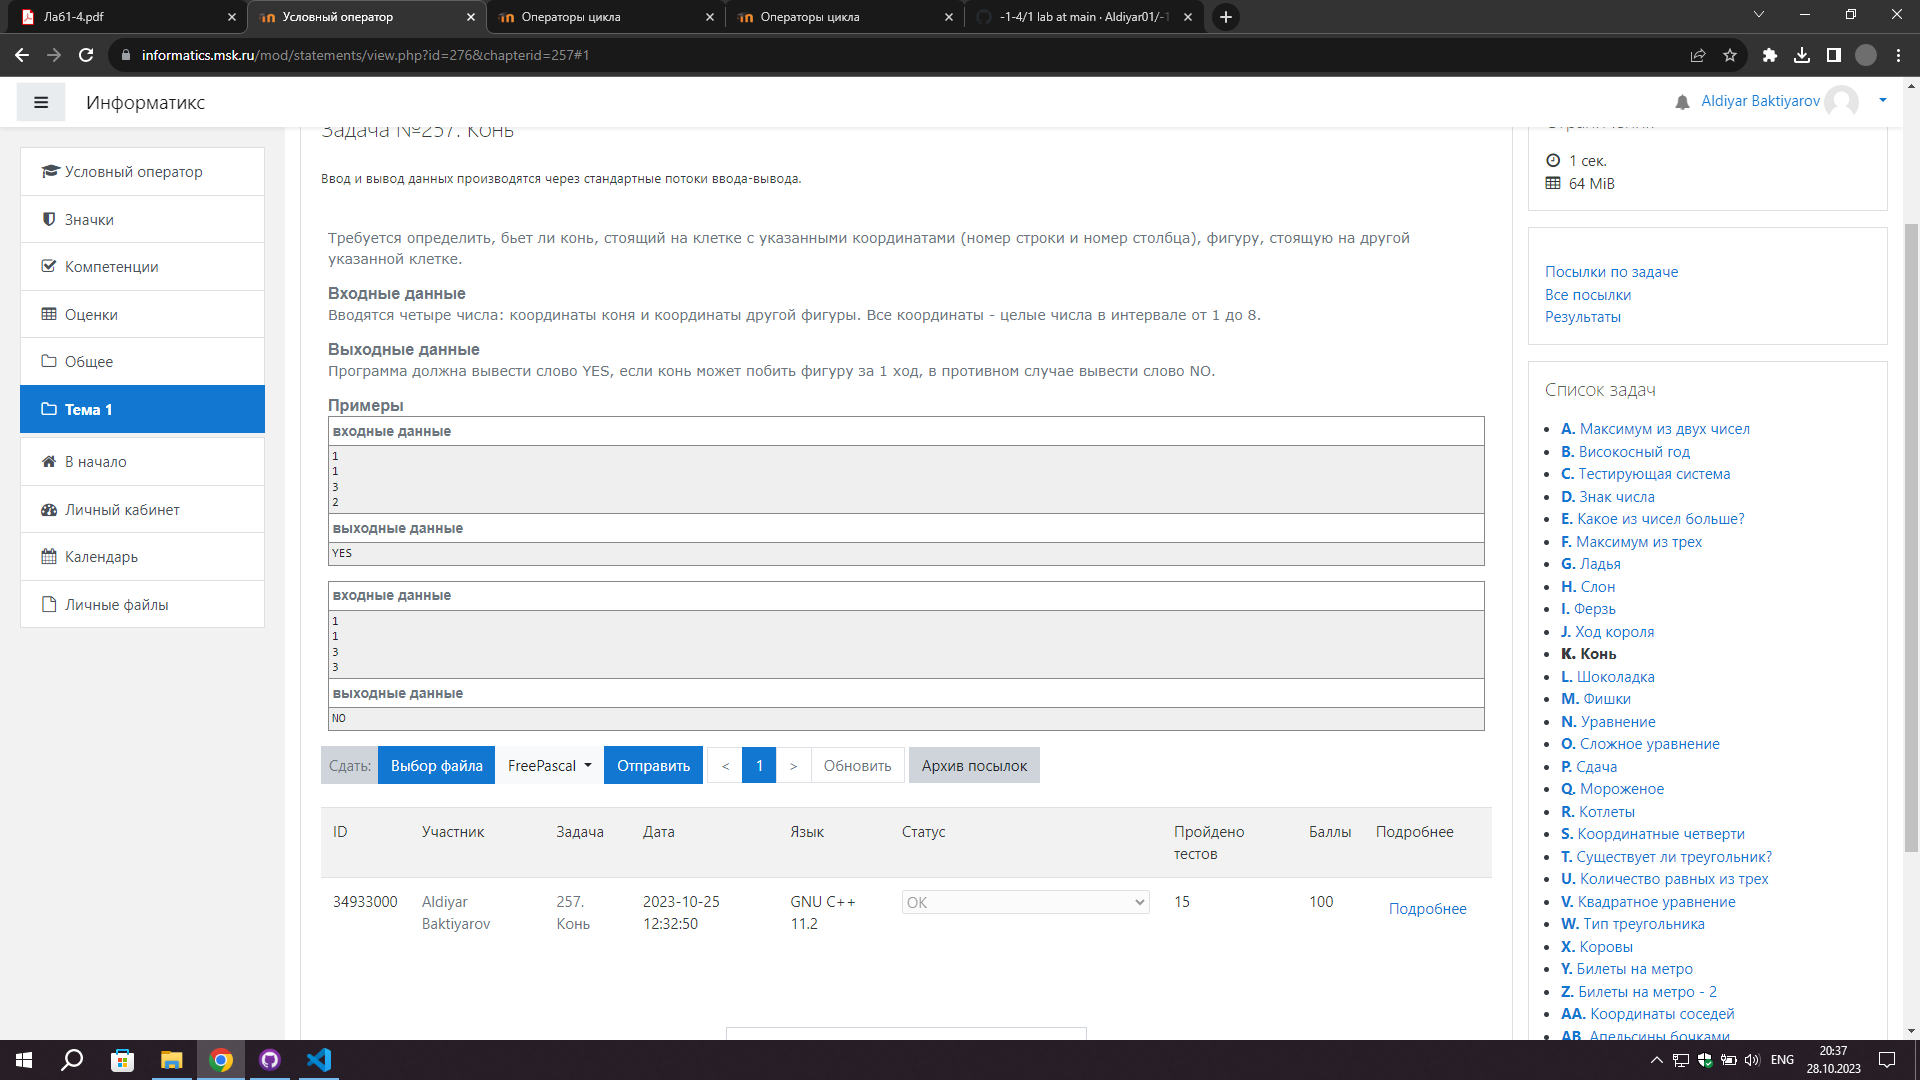 Лаб1-4.pdf
Условный оператор
Операторы цикла
Операторы цикла
-1-4/1 lab at main · Aldiyar01/-1
informatics.msk.ru/mod/statements/view.php?id=276&chapterid=257#1
Информатикс
Aldiyar Baktiyarov
Условный оператор
Значки
Компетенции
Оценки
Общее
Тема 1
В начало
Личный кабинет
Календарь
Личные файлы
Задача №257. Конь
Ввод и вывод данных производятся через стандартные потоки ввода-вывода.
Требуется определить, бьет ли конь, стоящий на клетке с указанными координатами (номер строки и номер столбца), фигуру, стоящую на другой
указанной клетке.
Входные данные
Вводятся четыре числа: координаты коня и координаты другой фигуры. Все координаты - целые числа в интервале от 1 до 8.
Выходные данные
Программа должна вывести слово YES, если конь может побить фигуру за 1 ход, в противном случае вывести слово NO.
Примеры
входные данные
1
1
3
2
выходные данные
YES
входные данные
1
1
3
3
выходные данные
NO
Сдать: Выбор файла FreePascal Отправить < 1 > Обновить Архив посылок
ID Участник Задача Дата Язык Статус Пройдено тестов Баллы Подробнее
34933000 Aldiyar Baktiyarov 257. Конь 2023-10-25 12:32:50 GNU C++ 11.2 OK 15 100 Подробнее
1 сек.
64 MiB
Посылки по задаче
Все посылки
Результаты
Список задач
A. Максимум из двух чисел
B. Високосный год
C. Тестирующая система
D. Знак числа
E. Какое из чисел больше?
F. Максимум из трех
G. Ладья
H. Слон
I. Ферзь
J. Ход короля
K. Конь
L. Шоколадка
M. Фишки
N. Уравнение
O. Сложное уравнение
P. Сдача
Q. Мороженое
R. Котлеты
S. Координатные четверти
T. Существует ли треугольник?
U. Количество равных из трех
V. Квадратное уравнение
W. Тип треугольника
X. Коровы
Y. Билеты на метро
Z. Билеты на метро - 2
AA. Координаты соседей
AB. Апельсины бочками
ENG
20:37
28.10.2023